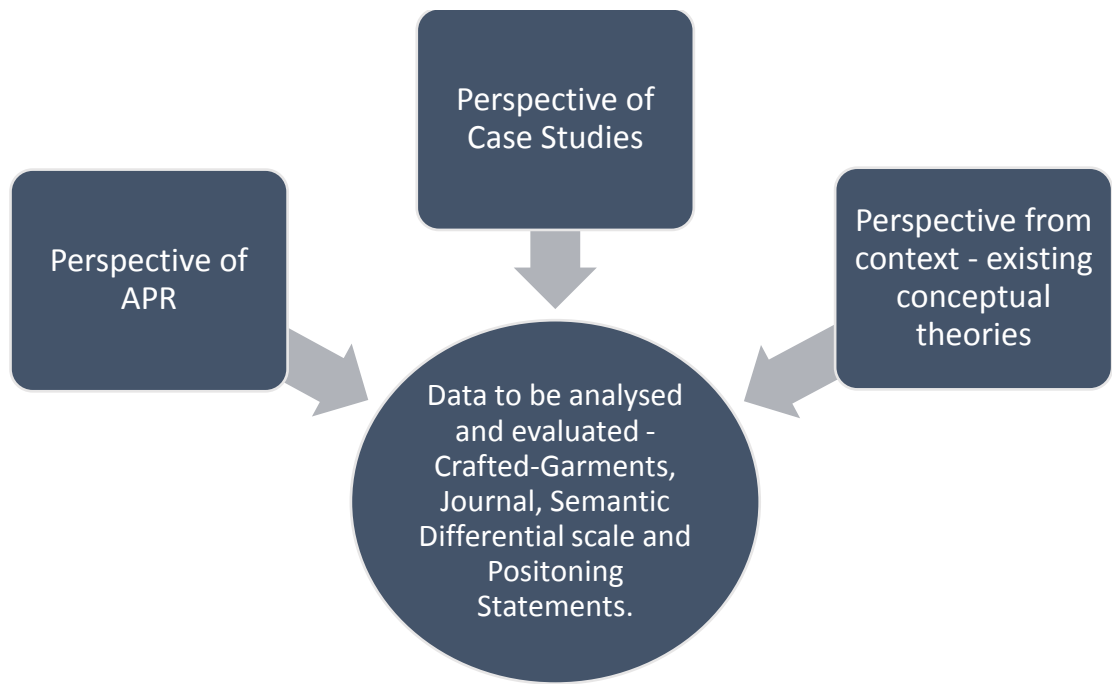 Perspective of
Case Studies
Perspective of
APR
Perspective from
context - existing
conceptual
theories
Data to be analysed
and evaluated -
Crafted-Garments,
Journal, Semantic
Differential scale and
Positoning
Statements.